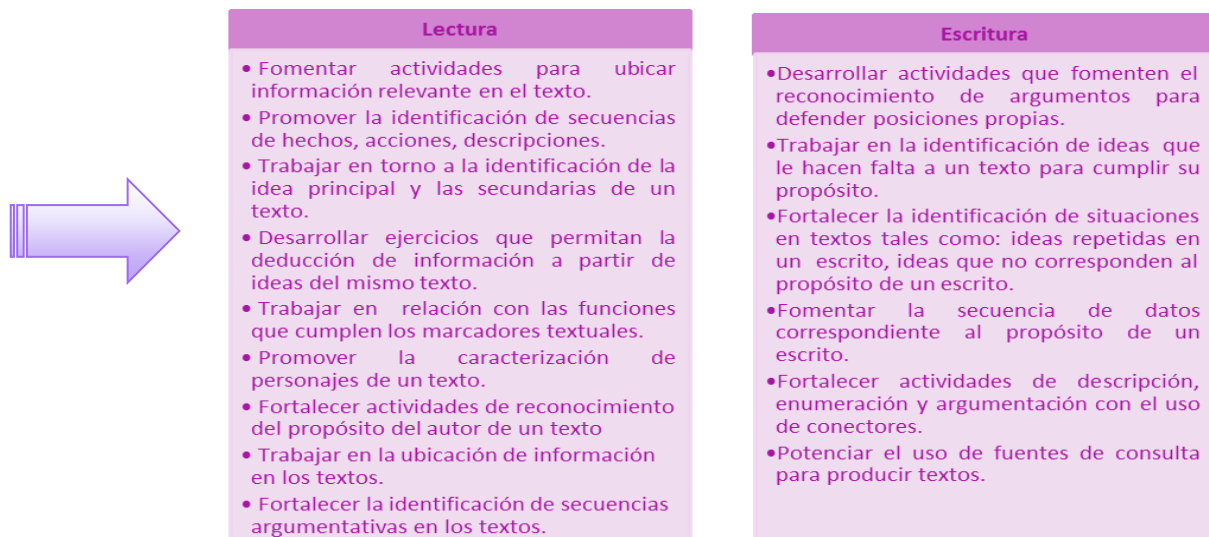 Lectura
• Fomentar actividades para ubicar
información relevante en el texto.
• Promover la identificación de secuencias
de hechos, acciones, descripciones.
• Trabajar en torno a la identificación de la
idea principal y las secundarias de un
texto.
• Desarrollar ejercicios que permitan la
deducción de información a partir de
ideas del mismo texto.
• Trabajar en relación con las funciones
que cumplen los marcadores textuales.
• Promover la caracterización de
personajes de un texto.
• Fortalecer actividades de reconocimiento
del propósito del autor de un texto
• Trabajar en la ubicación de información
en los textos.
• Fortalecer la identificación de secuencias
argumentativas en los textos.
Escritura
•Desarrollar actividades que fomenten el
reconocimiento de argumentos para
defender posiciones propias.
•Trabajar en la identificación de ideas que
le hacen falta a un texto para cumplir su
propósito.
•Fortalecer la identificación de situaciones
en textos tales como: ideas repetidas en
un escrito, ideas que no corresponden al
propósito de un escrito.
•Fomentar la secuencia de datos
correspondiente al propósito de un
escrito.
•Fortalecer actividades de descripción,
enumeración y argumentación con el uso
de conectores.
•Potenciar el uso de fuentes de consulta
para producir textos.